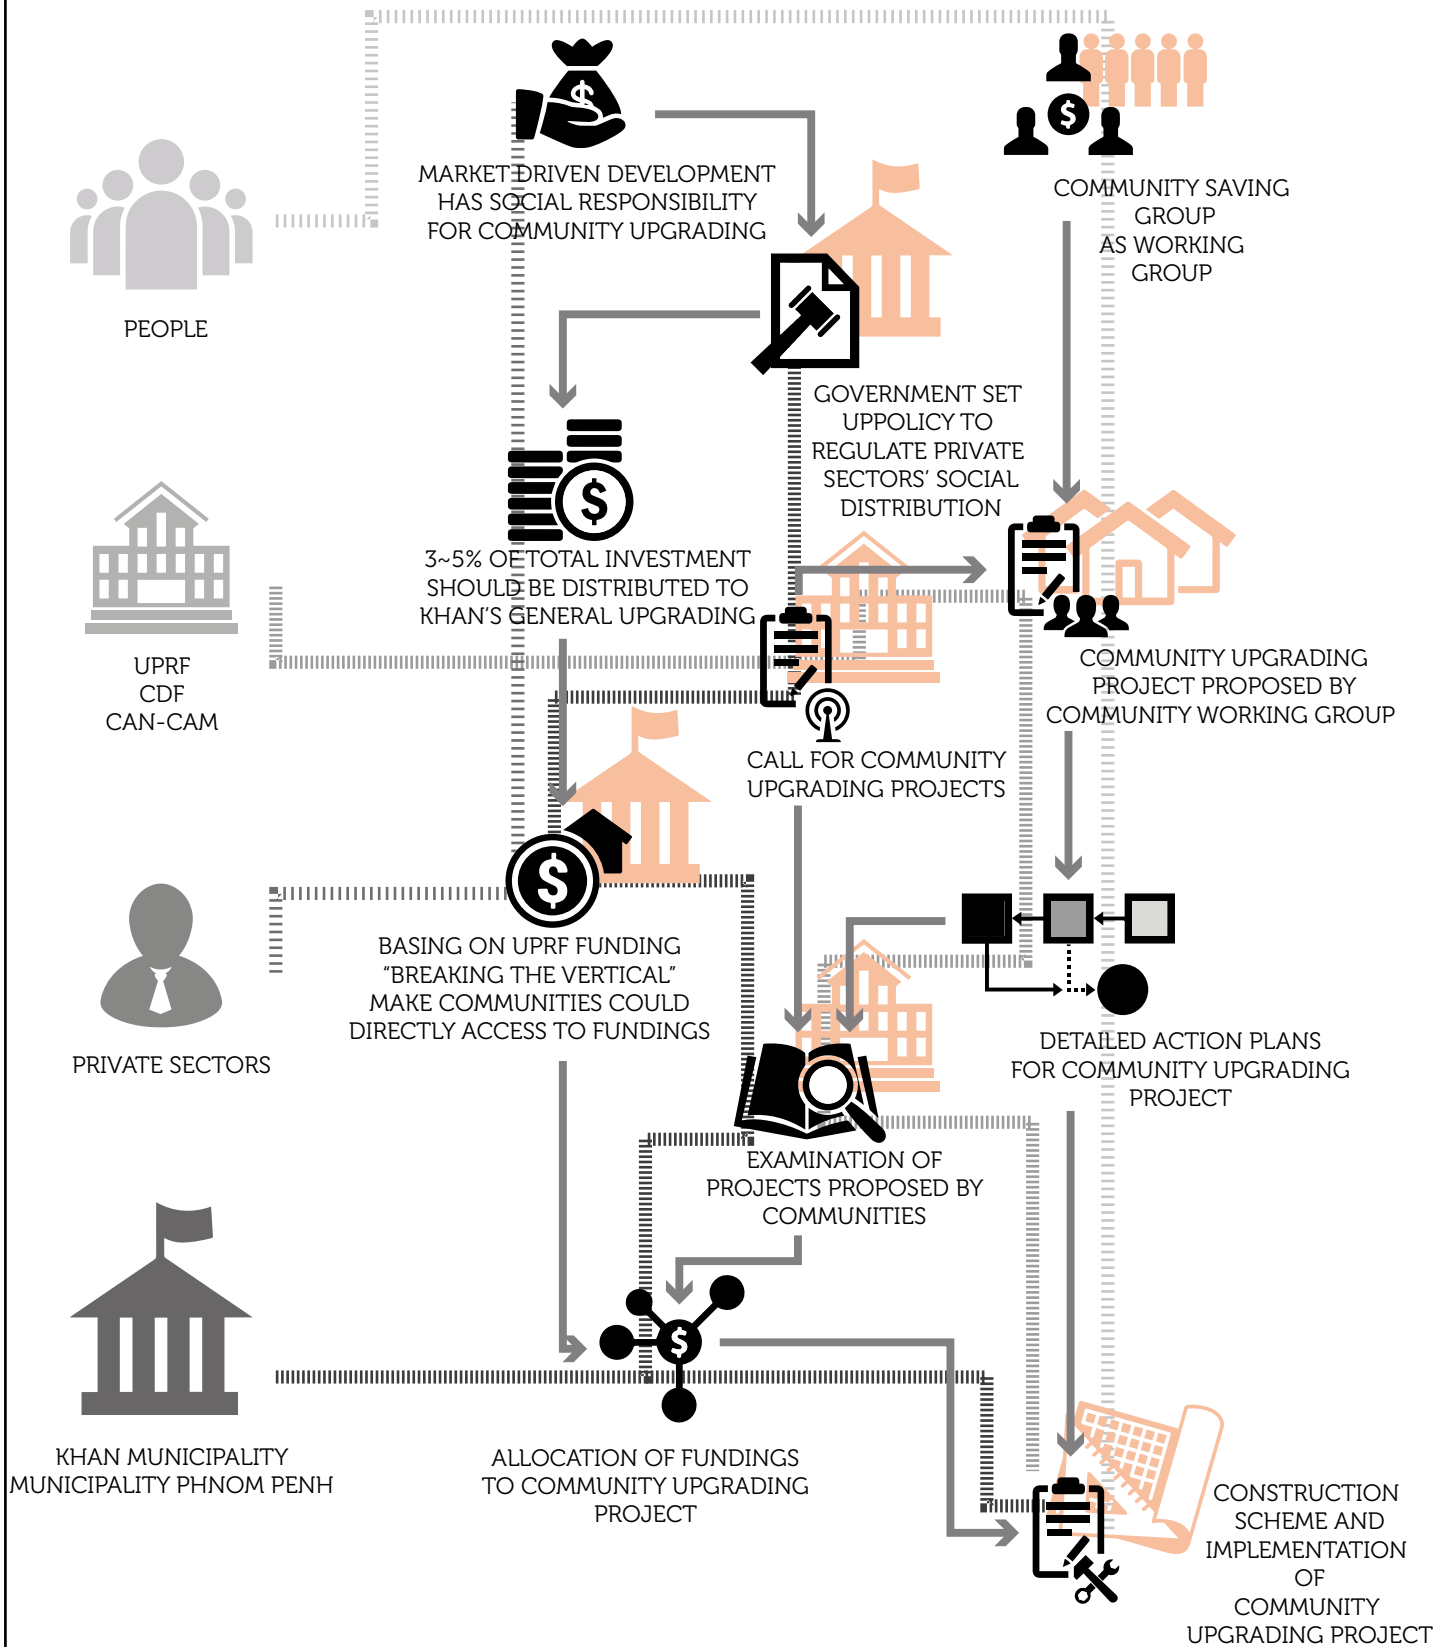 MARKET DRIVEN DEVELOPMENT
HAS SOCIAL RESPONSIBILITY
FOR COMMUNITY UPGRADING
COMMUNITY SAVING
GROUP
AS WORKING
GROUP
PEOPLE
GOVERNMENT SET
UPPOLICY TO
REGULATE PRIVATE
SECTORS' SOCIAL
DISTRIBUTION
3~5% OF TOTAL INVESTMENT
SHOULD BE DISTRIBUTED TO
KHAN'S GENERAL UPGRADING
UPRF
CDF
CAN-CAM
COMMUNITY UPGRADING
PROJECT PROPOSED BY
COMMUNITY WORKING GROUP
CALL FOR COMMUNITY
UPGRADING PROJECTS
BASING ON UPRF FUNDING
"BREAKING THE VERTICAL"
MAKE COMMUNITIES COULD
DIRECTLY ACCESS TO FUNDINGS
PRIVATE SECTORS
DETAILED ACTION PLANS
FOR COMMUNITY UPGRADING
PROJECT
EXAMINATION OF
PROJECTS PROPOSED BY
COMMUNITIES
KHAN MUNICIPALITY
MUNICIPALITY PHNOM PENH
ALLOCATION OF FUNDINGS
TO COMMUNITY UPGRADING
PROJECT
CONSTRUCTION
SCHEME AND
IMPLEMENTATION
OF
COMMUNITY
UPGRADING PROJECT